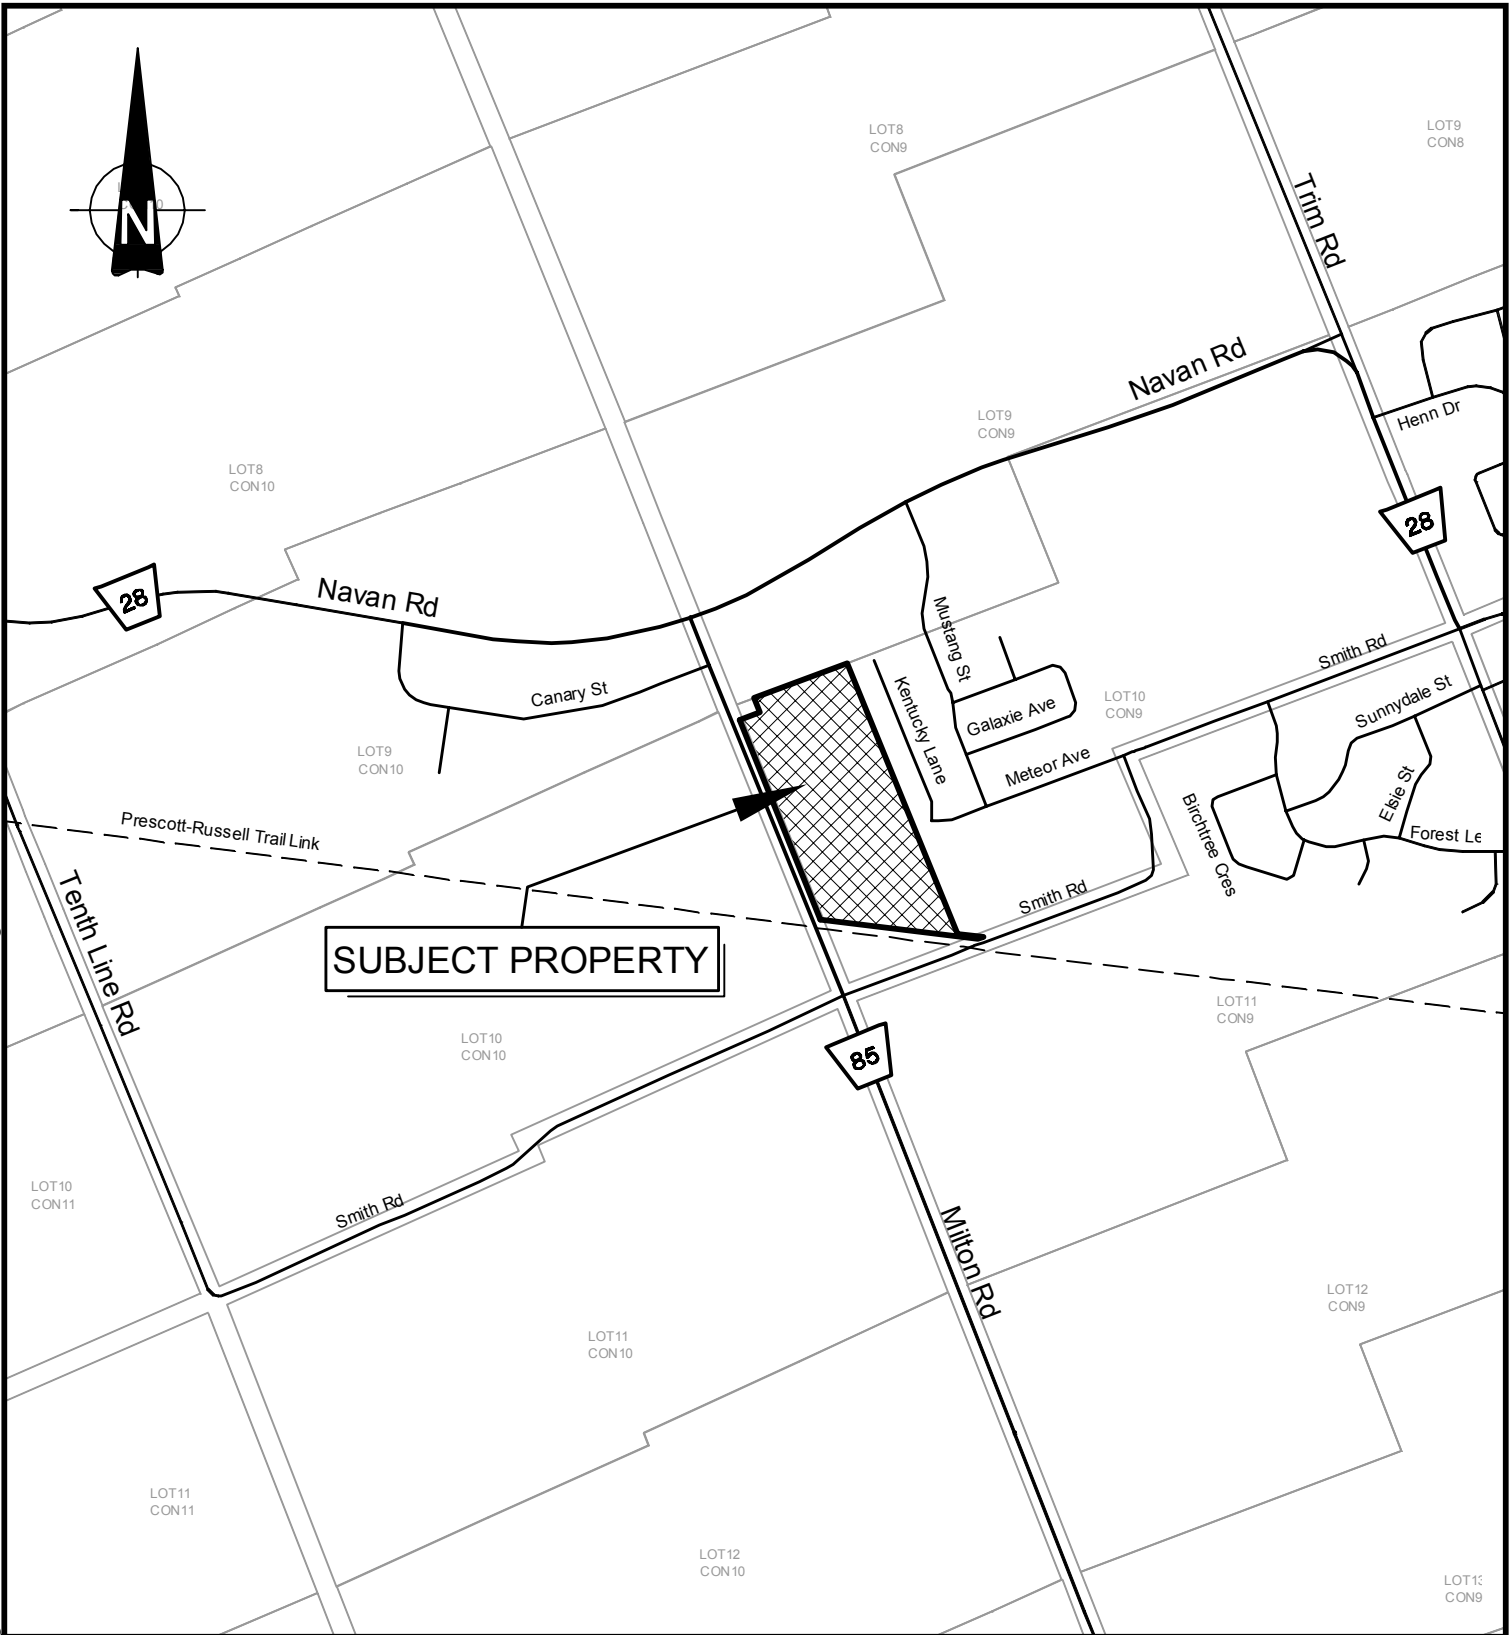 LOT8
CON9
LOT9
CON8
Trim Rd
N
Navan Rd
LOT9
CON9
Henn Dr
LOT8
CON10
28
28
Navan Rd
Mustang St
Smith Rd
Canary St
Kentucky Lane
Galaxie Ave
LOT10
CON9
Sunnydale St
LOT9
CON10
Meteor Ave
Elsie St
Birchtree Cres
Forest Le
Prescott-Russell Trail Link
Tenth Line Rd
Smith Rd
SUBJECT PROPERTY
LOT11
CON9
LOT10
CON10
85
LOT10
CON11
Smith Rd
Milton Rd
LOT12
CON9
LOT11
CON10
LOT11
CON11
LOT12
CON10
LOT13
CON9